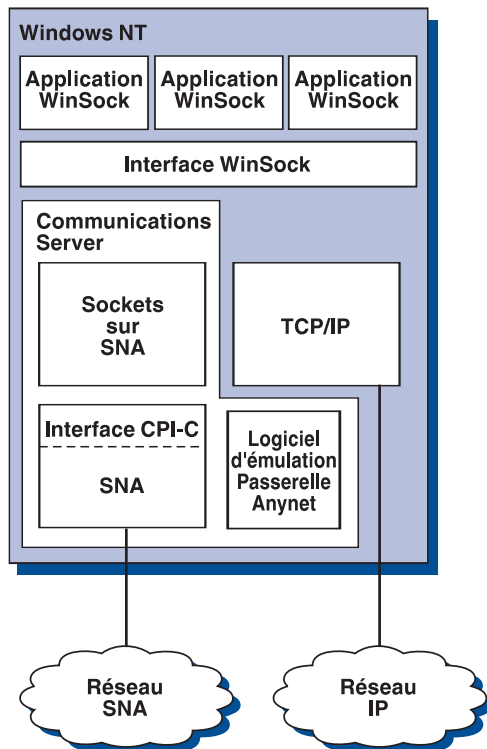 Windows NT
Application
WinSock
Application
WinSock
Application
WinSock
Interface WinSock
Communications
Server
Sockets
sur
SNA
TCP/IP
Interface CPI-C
SNA
Logiciel
d'émulation
Passerelle
Anynet
Réseau
SNA
Réseau
IP